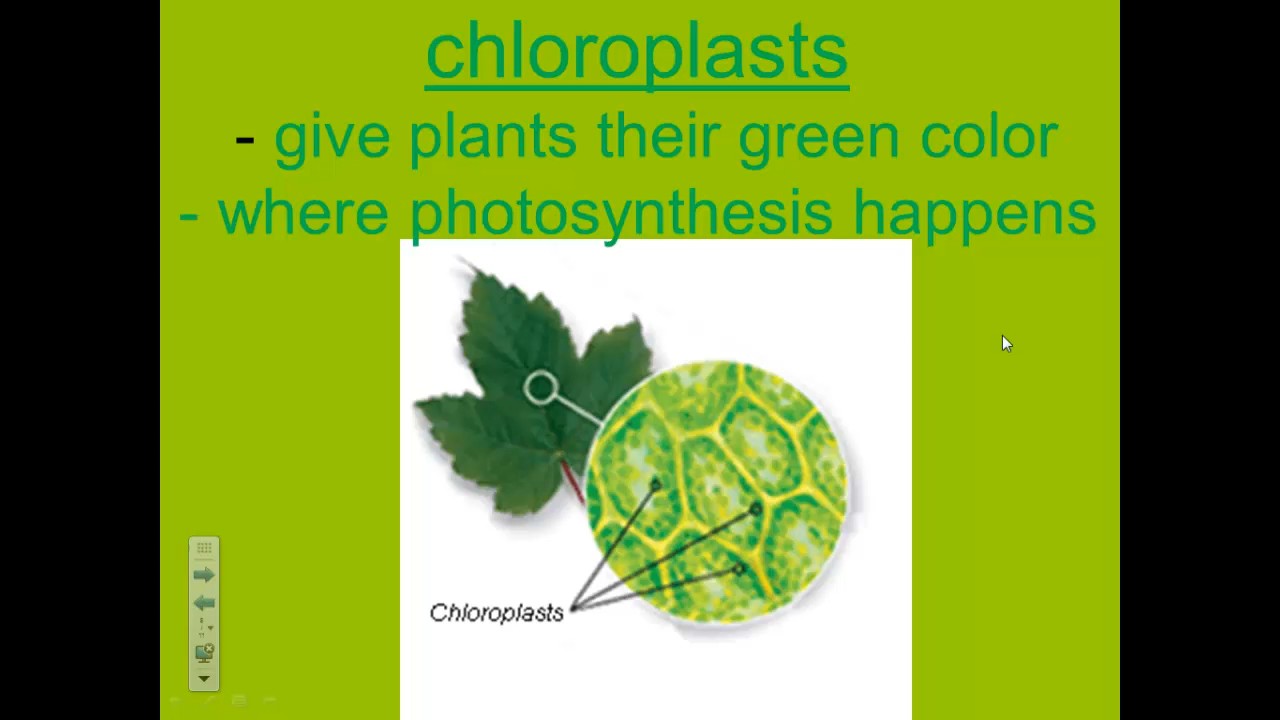 chloroplasts
- give plants their green color
- where photosynthesis happens
Chloroplasts